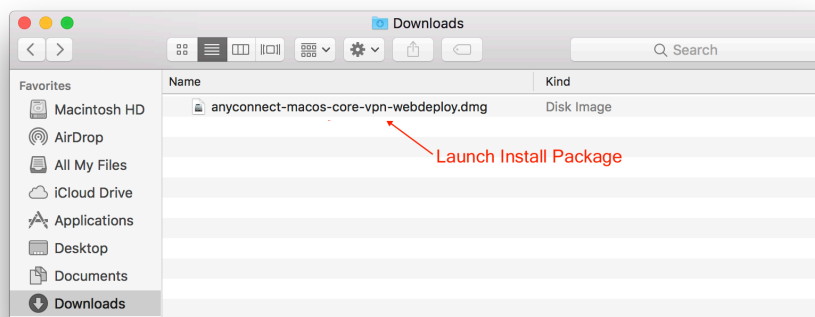 Downloads
Search
Favorites
Name
Kind
Macintosh HD
anyconnect-macos-core-vpn-webdeploy.dmg
Disk Image
AirDrop
Launch Install Package
All My Files
iCloud Drive
Applications
Desktop
Documents
Downloads